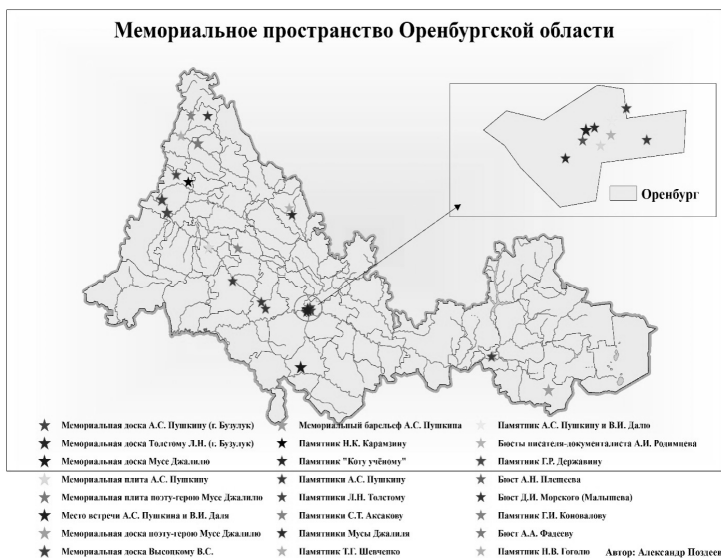 Мемориальное пространство Оренбургской области
Оренбург
Мемориальная доска А.С. Пушкину (г. Бузулук)
Мемориальная доска Толстому Л.Н. (г. Бузулук)
Мемориальная доска Мусе Джалилю
Мемориальная плита А.С. Пушкину
Мемориальная плита поэту-герою Мусе Джалилю
Место встречи А.С. Пушкина и В.И. Даля
Мемориальная доска поэту-герою Мусе Джалилю
Мемориальная доска Высоцкому В.С.
Мемориальный барельеф А.С. Пушкина
Памятник Н.К. Карамзину
Памятник "Коту учёному"
Памятники А.С. Пушкину
Памятники Л.Н. Толстому
Памятники С.Т. Аксакову
Памятники Мусы Джалиля
Памятник Т.Г. Шевченко
Памятник А.С. Пушкину и В.И. Далю
Бюсты писателя-документалиста А.И. Родимцева
Памятник Г.Р. Державину
Бюст А.Н. Плещеева
Бюст Д.И. Морского (Малышева)
Памятник Г.И. Коновалову
Бюст А.А. Фадееву
Памятник Н.В. Гоголю
Автор: Александр Поздеев